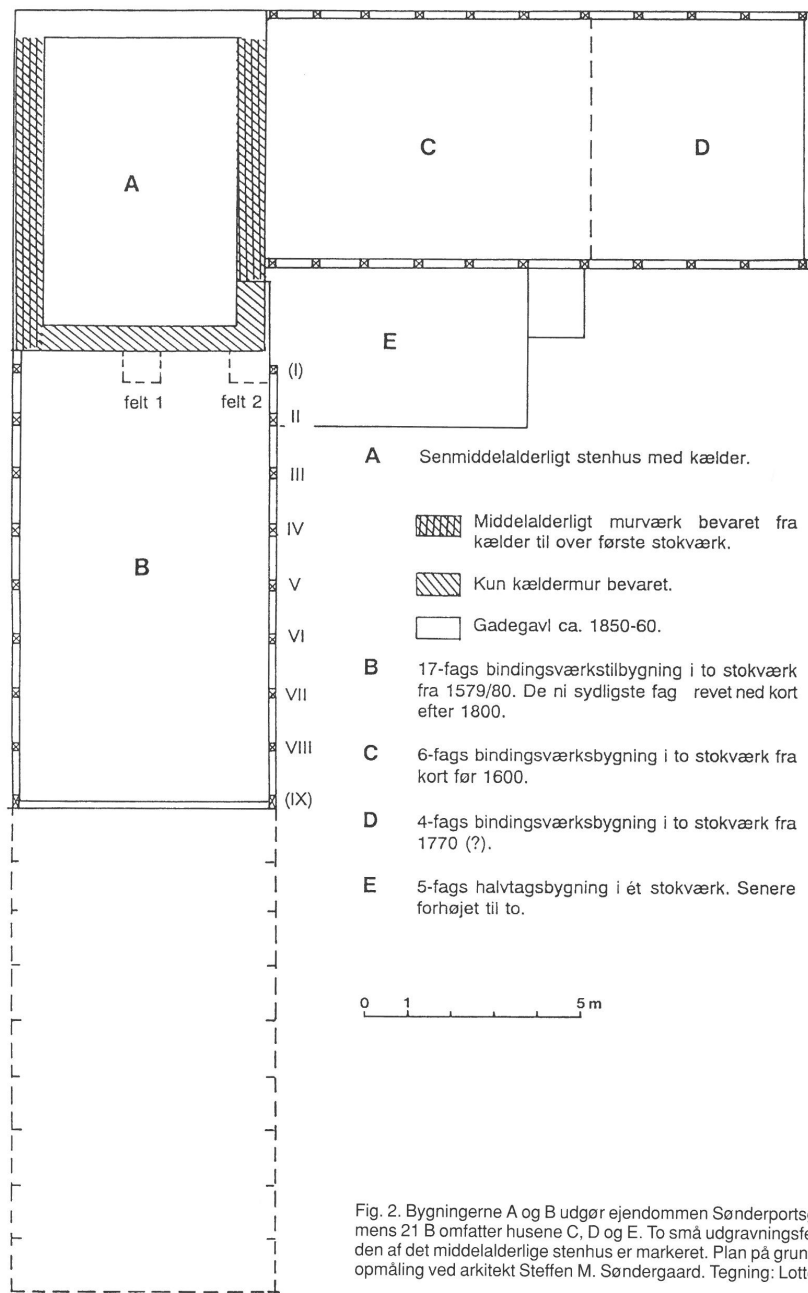 A
C
D
E
felt 1
felt 2
(I)
II
III
IV
V
VI
VII
VIII
(IX)
B
A Senmiddelalderligt stenhus med kælder.
Middelalderligt murværk bevaret fra
kælder til over første stokværk.
Kun kældermur bevaret.
Gadegavl ca. 1850-60.
B 17-fags bindingsværkstilbygning i to stokværk
fra 1579/80. De ni sydligste fag revet ned kort
efter 1800.
C 6-fags bindingsværksbygning i to stokværk fra
kort før 1600.
D 4-fags bindingsværksbygning i to stokværk fra
1770 (?).
E 5-fags halvtagsbygning i ét stokværk. Senere
forhøjet til to.
0 1 5 m
Fig. 2. Bygningerne A og B udgør ejendommen Sønderports
mens 21 B omfatter husene C, D og E. To små udgravningsfe
den af det middelalderlige stenhus er markeret. Plan på grun
opmåling ved arkitekt Steffen M. Søndergaard. Tegning: Lott